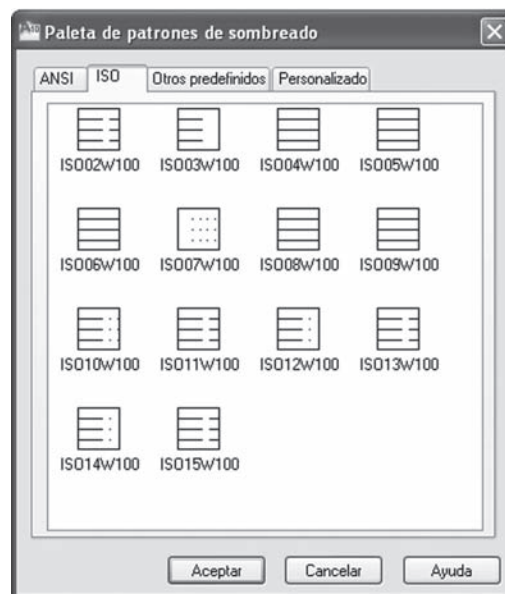 Paleta de patrones de sombreado
ANSI ISO Otros predefinidos Personalizado
ISO02W100 ISO03W100 ISO04W100 ISO05W100
ISO06W100 ISO07W100 ISO08W100 ISO09W100
ISO10W100 ISO11W100 ISO12W100 ISO13W100
ISO14W100 ISO15W100
Aceptar Cancelar Ayuda